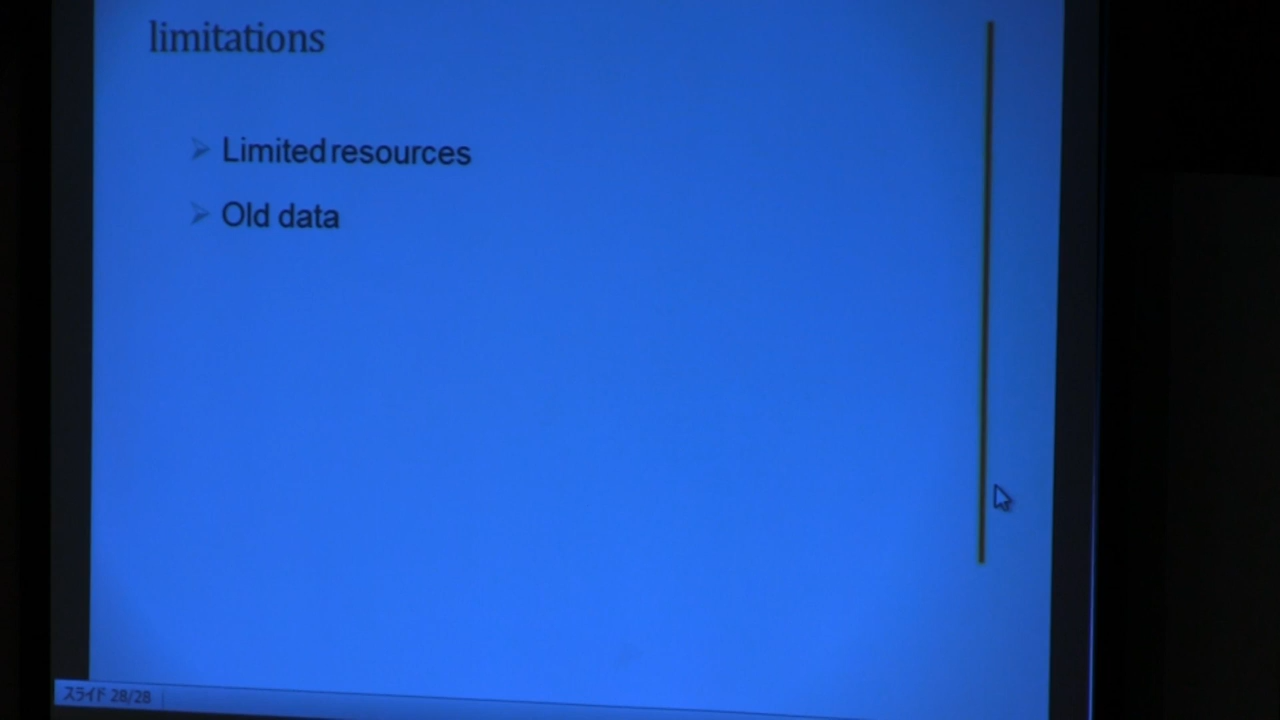 limitations
Limited resources
Old data
スライド 28/28